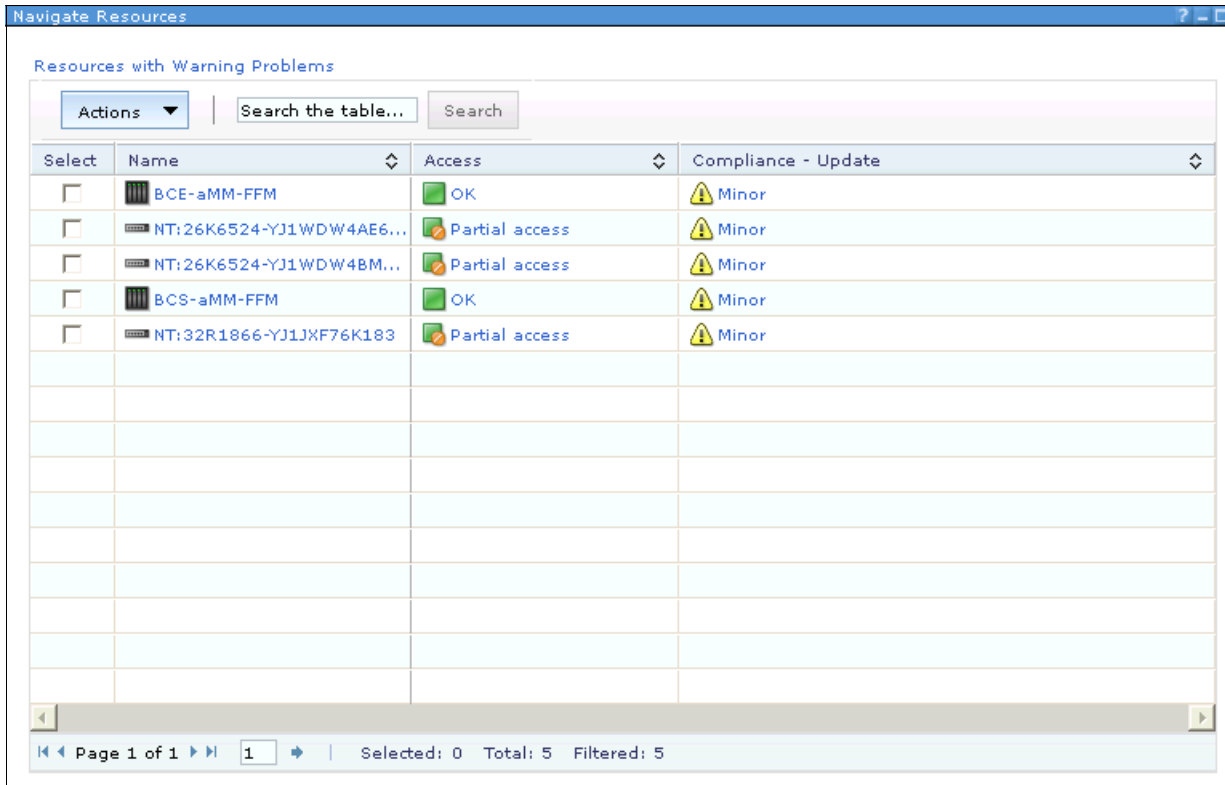 Navigate Resources ? –
Resources with Warning Problems
Actions Search the table... Search
Select Name Access Compliance - Update
BCE-aMM-FFM OK Minor
NT:26K6524-YJ1WDW4AE6... Partial access Minor
NT:26K6524-YJ1WDW4BM... Partial access Minor
BCS-aMM-FFM OK Minor
NT:32R1866-YJ1JXF76K183 Partial access Minor
Page 1 of 1 1 | Selected: 0 Total: 5 Filtered: 5